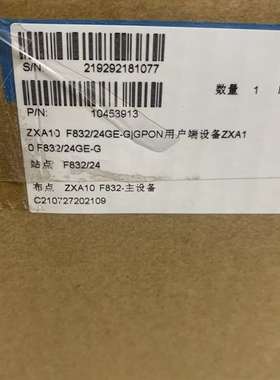 S/N: 219292181077
数量 1
P/N: 10453913
ZXA10 F832/24GE-G|GPON用户端设备ZXA1
0 F832/24GE-G
站点 F832/24
布点 ZXA10 F832-主设备
C210727202109